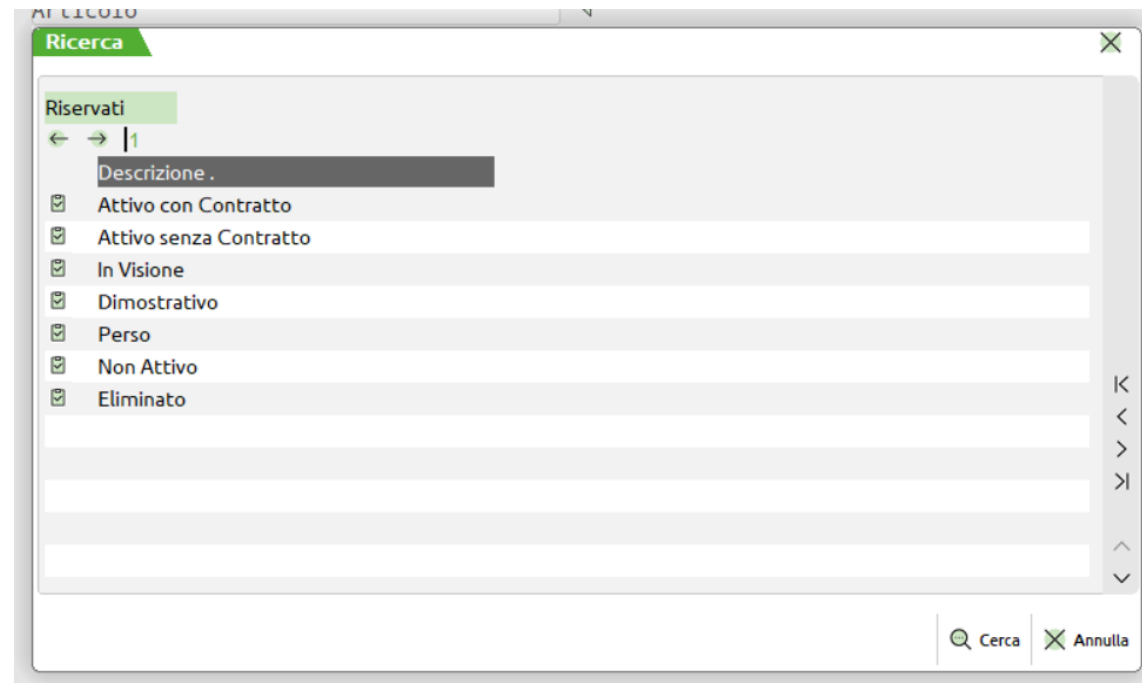 Articolo
Ricerca
Riservati
1
Descrizione .
Attivo con Contratto
Attivo senza Contratto
In Visione
Dimostrativo
Perso
Non Attivo
Eliminato
Cerca Annulla